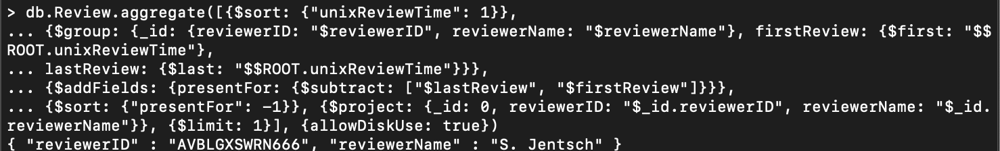 > db.Review.aggregate([{$sort: {"unixReviewTime": 1}},
... {$group: {_id: {reviewerID: "$reviewerID", reviewerName: "$reviewerName"}, firstReview: {$first: "$$
ROOT.unixReviewTime"},
... lastReview: {$last: "$$ROOT.unixReviewTime"}}},
... {$addFields: {presentFor: {$subtract: ["$lastReview", "$firstReview"]}}},
... {$sort: {"presentFor": -1}}, {$project: {_id: 0, reviewerID: "$_id.reviewerID", reviewerName: "$_id.
reviewerName"}}, {$limit: 1}], {allowDiskUse: true})
{ "reviewerID" : "AVBLGXSWRN666", "reviewerName" : "S. Jentsch" }